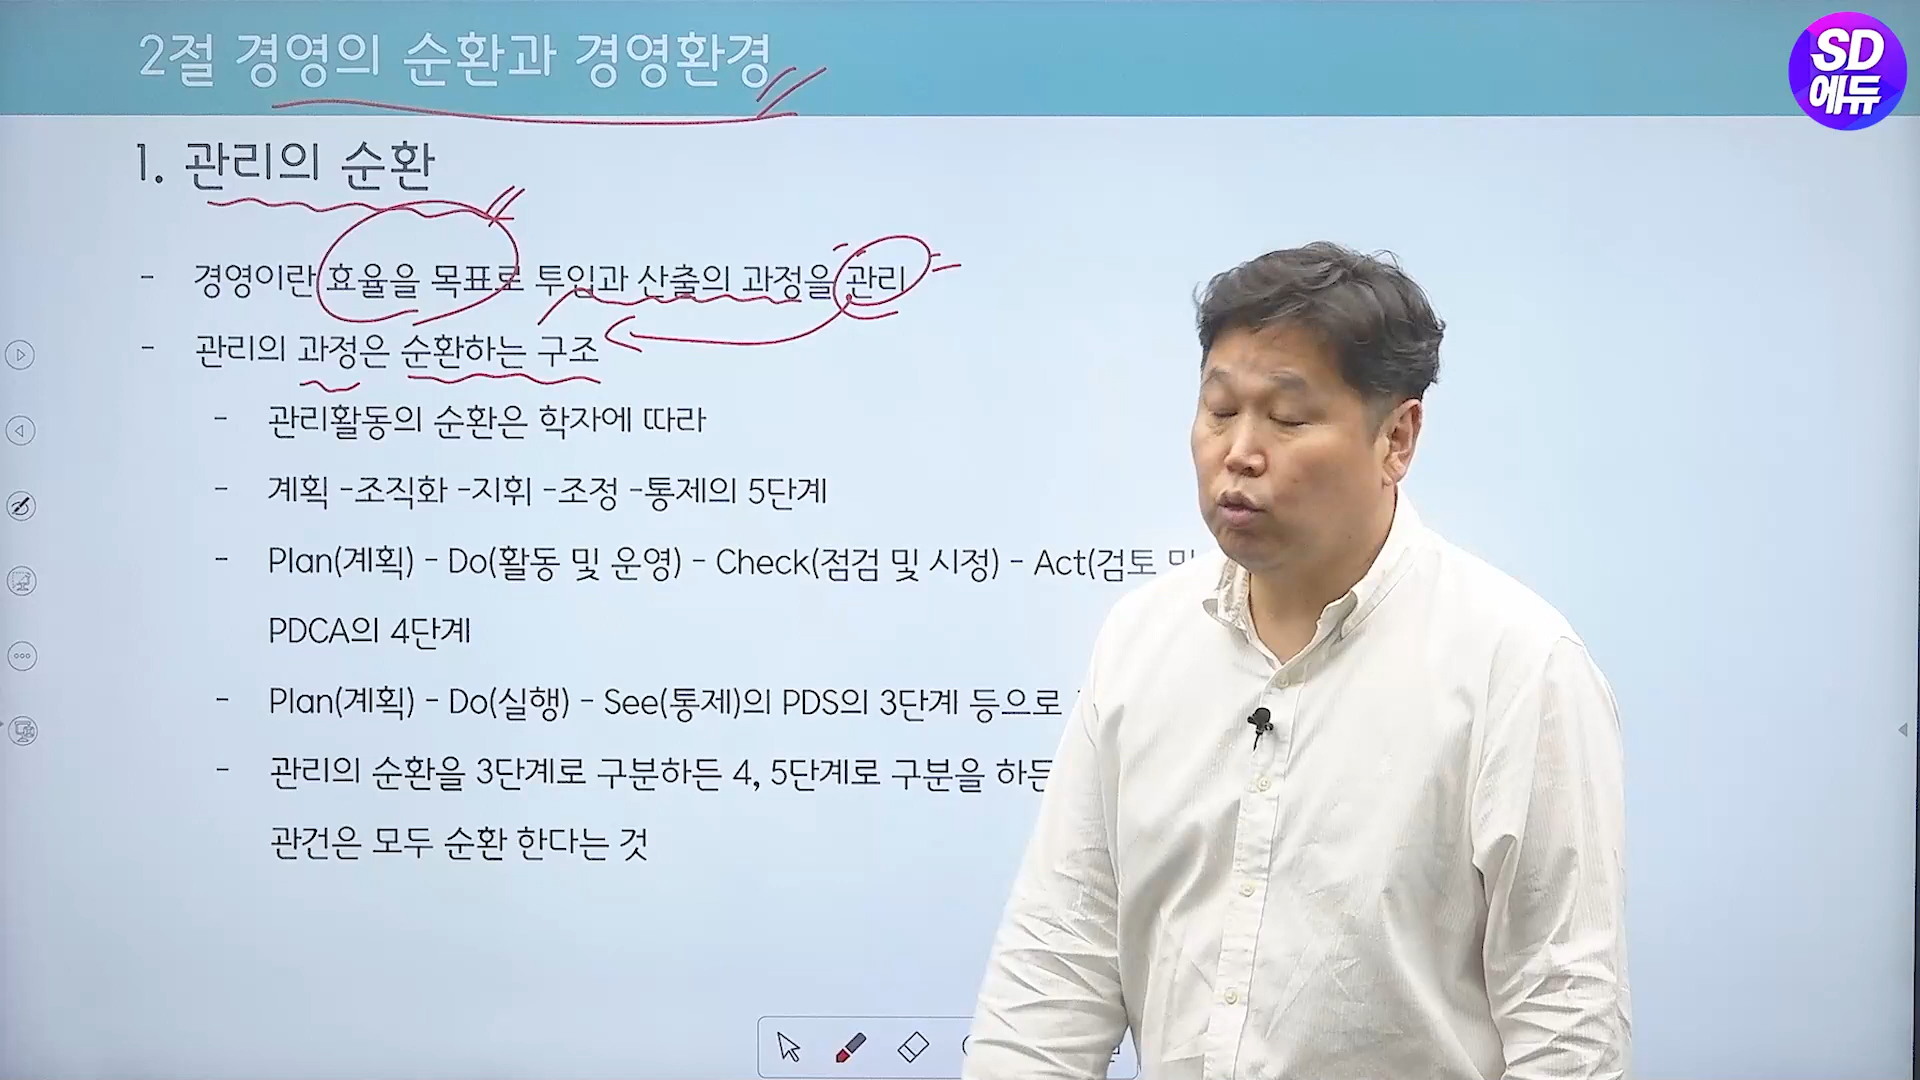 2절 경영의 순환과 경영환경
SD
에듀
1. 관리의 순환
- 경영이란 효율을 목표로 투입과 산출의 과정을 관리
- 관리의 과정은 순환하는 구조
- 관리활동의 순환은 학자에 따라
- 계획 -조직화 -지휘 -조정 -통제의 5단계
- Plan(계획) - Do(활동 및 운영) - Check(점검 및 시정) - Act(검토 및
PDCA의 4단계
- Plan(계획) - Do(실행) - See(통제)의 PDS의 3단계 등으로
- 관리의 순환을 3단계로 구분하든 4, 5단계로 구분을 하든
관건은 모두 순환 한다는 것